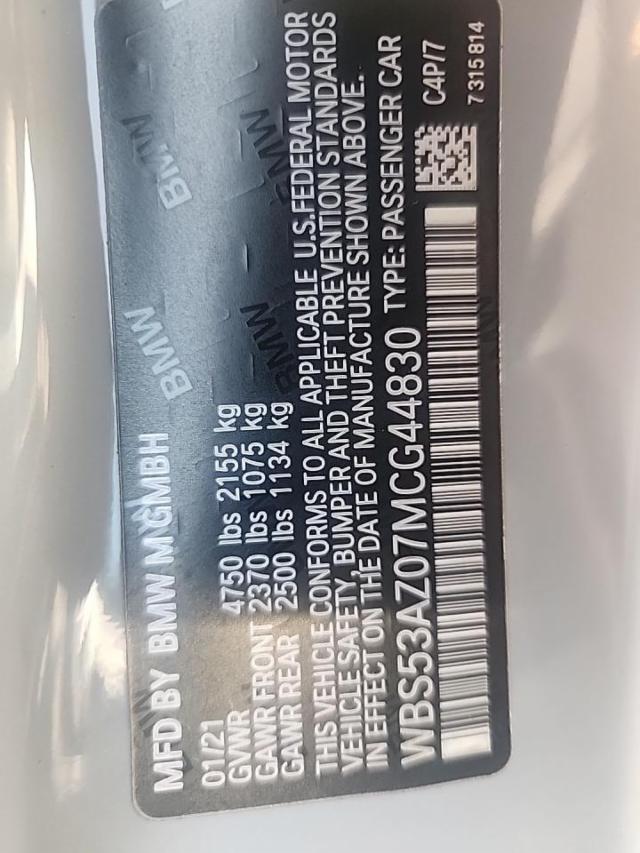 MFD BY BMW M GMBH
01/21
GVWR 4750 lbs 2155 kg
GAWR FRONT 2370 lbs 1075 kg
GAWR REAR 2500 lbs 1134 kg
THIS VEHICLE CONFORMS TO ALL APPLICABLE U.S.FEDERAL MOTOR
VEHICLE SAFETY, BUMPER AND THEFT PREVENTION STANDARDS
IN EFFECT ON THE DATE OF MANUFACTURE SHOWN ABOVE.
WBS53AZ07MCG44830 TYPE: PASSENGER CAR
C4P/7
7 315 814
BMW
BMW
BMW
BMW
BMW